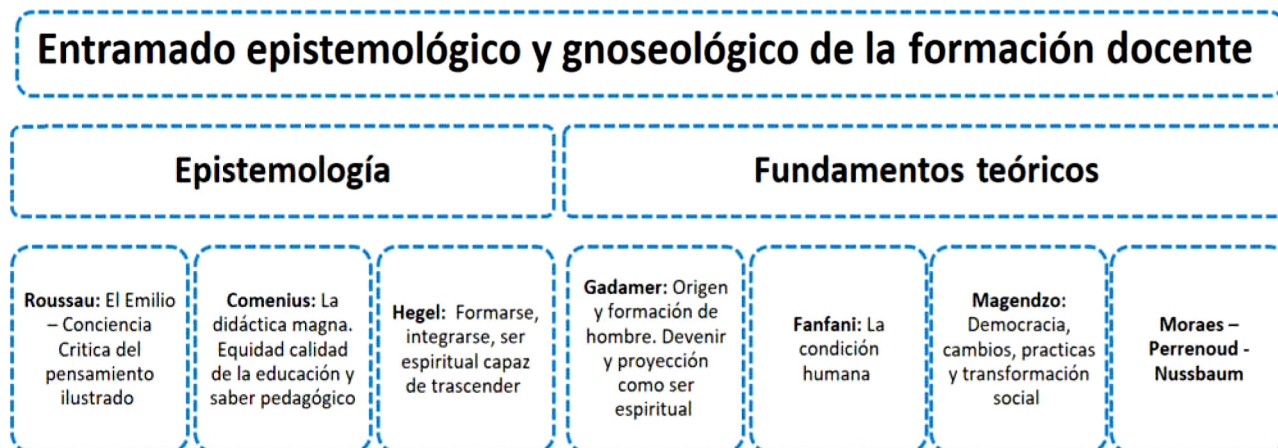 Entramado epistemológico y gnoseológico de la formación docente
Epistemología
Fundamentos teóricos
Roussau: El Emilio
– Conciencia
Critica del
pensamiento
ilustrado
Comenius: La
didáctica magna.
Equidad calidad
de la educación y
saber pedagógico
Hegel: Formarse,
integrarse, ser
espiritual capaz
de trascender
Gadamer: Origen
y formación de
hombre. Devenir
y proyección
como ser
espiritual
Fanfani: La
condición
humana
Magendzo:
Democracia,
cambios, practicas
y transformación
social
Moraes –
Perrenoud -
Nussbaum